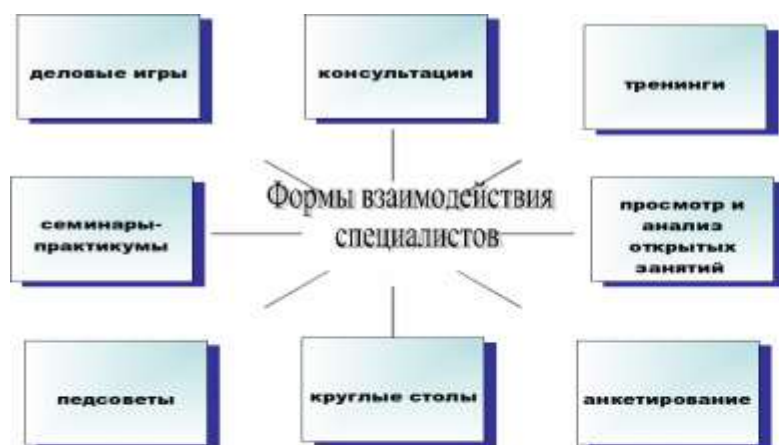 деловые игры
консультации
тренинги
Формы взаимодействия
специалистов
семинары-
практикумы
просмотр и
анализ
открытых
занятий
педсоветы
круглые столы
анкетирование